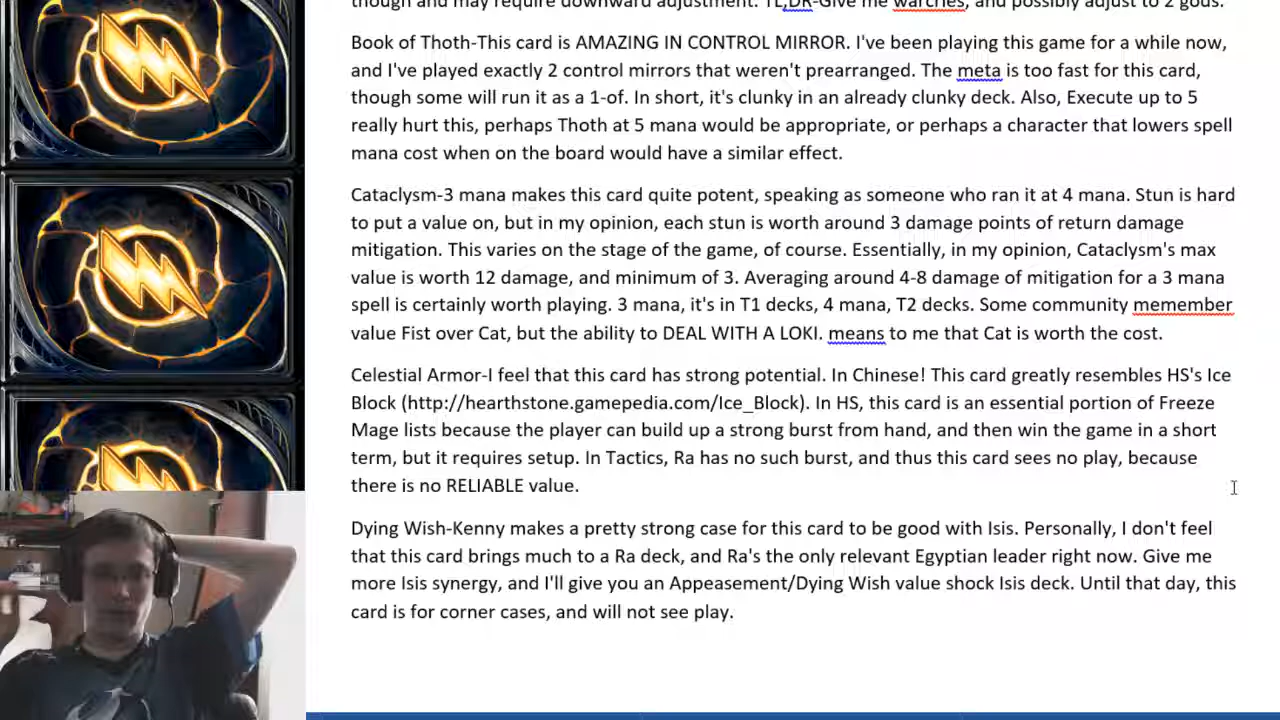 though and may require downward adjustment. TL;DR-Give me warcries, and possibly adjust to 2 gods.
Book of Thoth-This card is AMAZING IN CONTROL MIRROR. I've been playing this game for a while now,
and I've played exactly 2 control mirrors that weren't prearranged. The meta is too fast for this card,
though some will run it as a 1-of. In short, it's clunky in an already clunky deck. Also, Execute up to 5
really hurt this, perhaps Thoth at 5 mana would be appropriate, or perhaps a character that lowers spell
mana cost when on the board would have a similar effect.
Cataclysm-3 mana makes this card quite potent, speaking as someone who ran it at 4 mana. Stun is hard
to put a value on, but in my opinion, each stun is worth around 3 damage points of return damage
mitigation. This varies on the stage of the game, of course. Essentially, in my opinion, Cataclysm's max
value is worth 12 damage, and minimum of 3. Averaging around 4-8 damage of mitigation for a 3 mana
spell is certainly worth playing. 3 mana, it's in T1 decks, 4 mana, T2 decks. Some community memember
value Fist over Cat, but the ability to DEAL WITH A LOKI. means to me that Cat is worth the cost.
Celestial Armor-I feel that this card has strong potential. In Chinese! This card greatly resembles HS's Ice
Block (http://hearthstone.gamepedia.com/Ice_Block). In HS, this card is an essential portion of Freeze
Mage lists because the player can build up a strong burst from hand, and then win the game in a short
term, but it requires setup. In Tactics, Ra has no such burst, and thus this card sees no play, because
there is no RELIABLE value.
Dying Wish-Kenny makes a pretty strong case for this card to be good with Isis. Personally, I don't feel
that this card brings much to a Ra deck, and Ra's the only relevant Egyptian leader right now. Give me
more Isis synergy, and I'll give you an Appeasement/Dying Wish value shock Isis deck. Until that day, this
card is for corner cases, and will not see play.